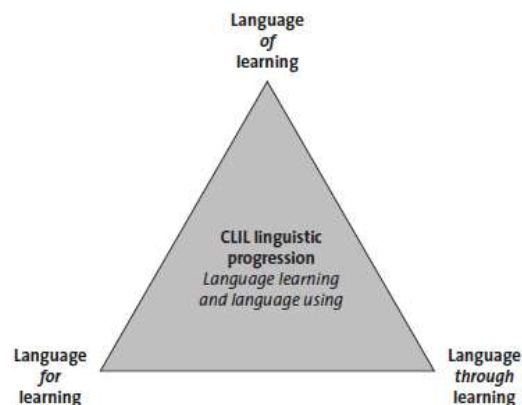 Language
of
learning
CLIL linguistic
progression
Language learning
and language using
Language
for
learning
Language
through
learning